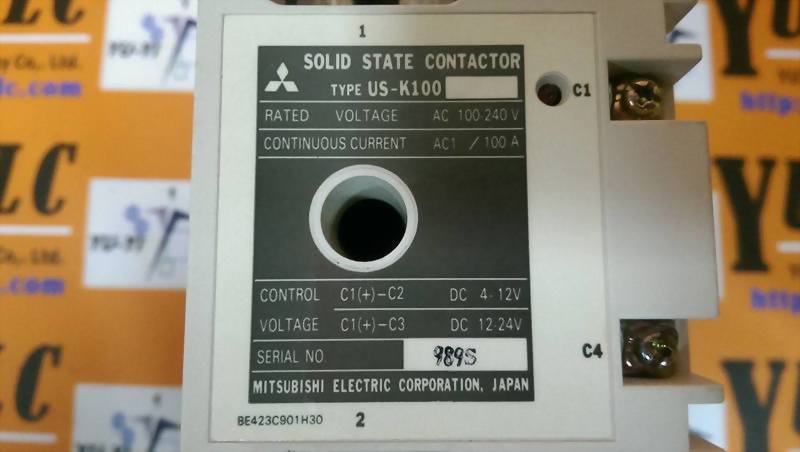 1
SOLID STATE CONTACTOR
TYPE US-K100
C1
RATED VOLTAGE AC 100-240 V
CONTINUOUS CURRENT AC1 / 100 A
CONTROL C1(+)-C2 DC 4-12V
VOLTAGE C1(+)-C3 DC 12-24V
C4
SERIAL NO. 989S
MITSUBISHI ELECTRIC CORPORATION, JAPAN
BE423C901H30 2